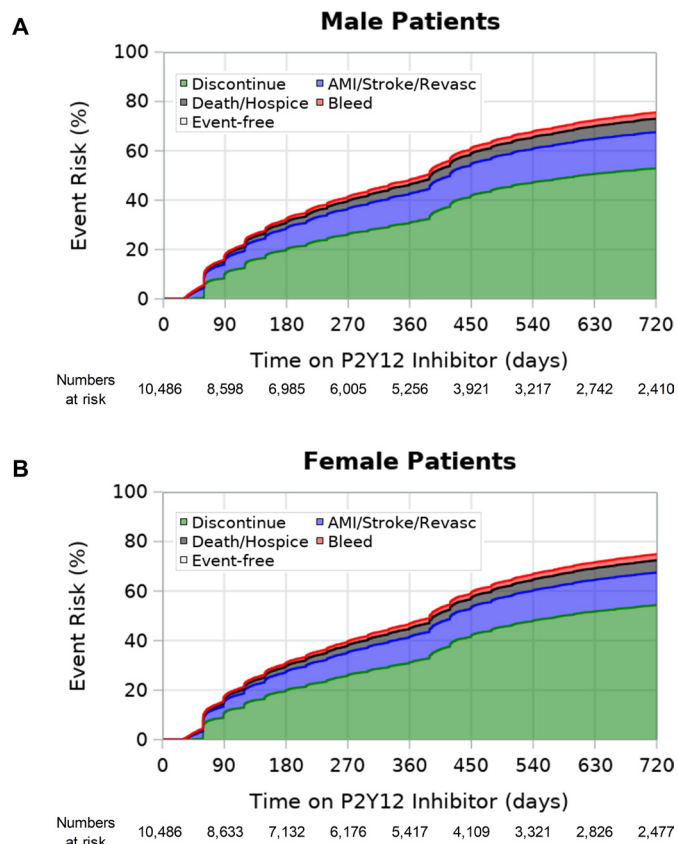 A
Male Patients
100
80
60
40
20
0
Event Risk (%)
Discontinue AMI/Stroke/Revasc
Death/Hospice Bleed
Event-free
0 90 180 270 360 450 540 630 720
Time on P2Y12 Inhibitor (days)
Numbers
at risk
10,486 8,598 6,985 6,005 5,256 3,921 3,217 2,742 2,410
B
Female Patients
100
80
60
40
20
0
Event Risk (%)
Discontinue AMI/Stroke/Revasc
Death/Hospice Bleed
Event-free
0 90 180 270 360 450 540 630 720
Time on P2Y12 Inhibitor (days)
Numbers
at risk
10,486 8,633 7,132 6,176 5,417 4,109 3,321 2,826 2,477